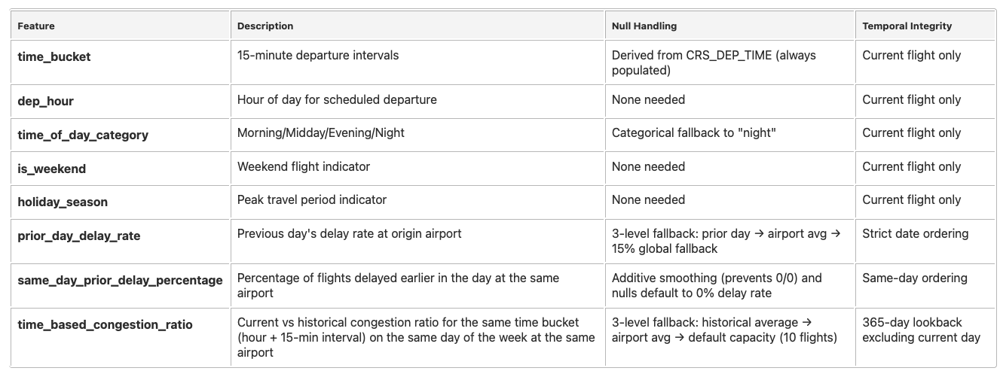 Feature Description Null Handling Temporal Integrity
time_bucket 15-minute departure intervals Derived from CRS_DEP_TIME (always Current flight only
populated)
dep_hour Hour of day for scheduled departure None needed Current flight only
time_of_day_category Morning/Midday/Evening/Night Categorical fallback to "night" Current flight only
is_weekend Weekend flight indicator None needed Current flight only
holiday_season Peak travel period indicator None needed Current flight only
prior_day_delay_rate Previous day's delay rate at origin airport 3-level fallback: prior day → airport avg → Strict date ordering
15% global fallback
same_day_prior_delay_percentage Percentage of flights delayed earlier in the day at the same Additive smoothing (prevents 0/0) and Same-day ordering
airport nulls default to 0% delay rate
time_based_congestion_ratio Current vs historical congestion ratio for the same time bucket 3-level fallback: historical average → 365-day lookback
(hour + 15-min interval) on the same day of the week at the same airport avg → default capacity (10 flights) excluding current day
airport